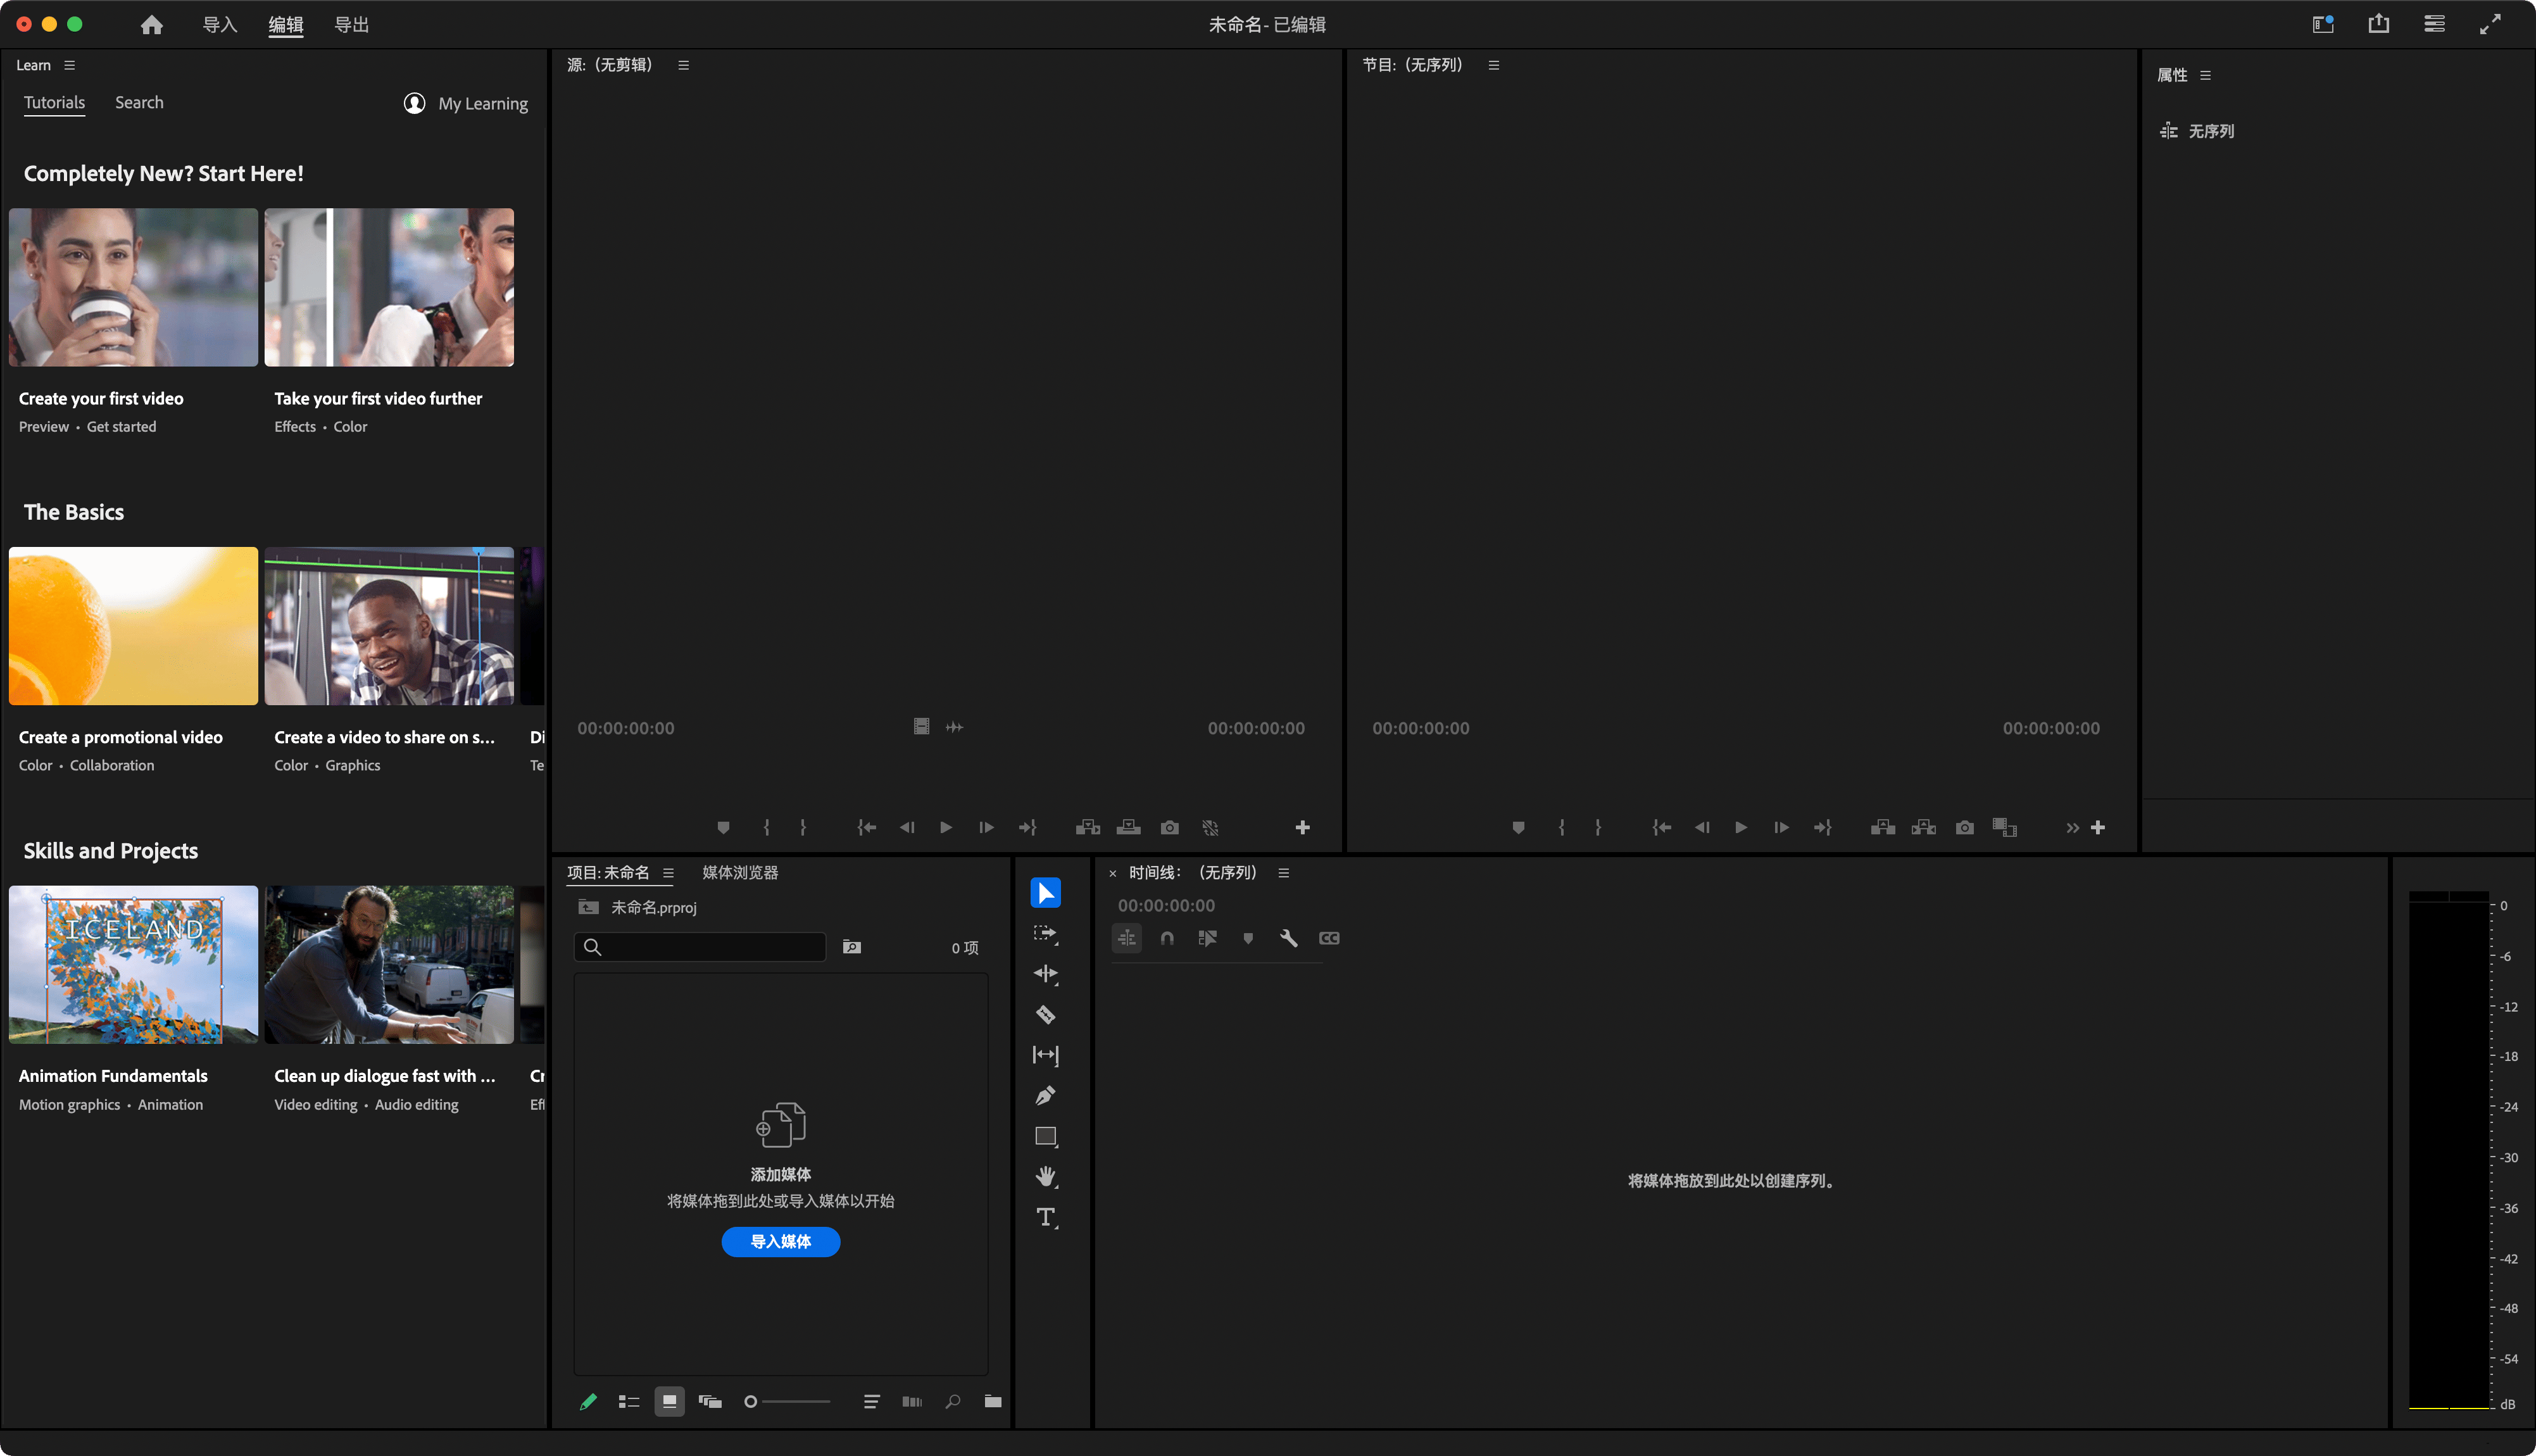 导入 编辑 导出
未命名 - 已编辑
Learn
Tutorials Search My Learning
Completely New? Start Here!
Create your first video
Preview • Get started
Take your first video further
Effects • Color
The Basics
Create a promotional video
Color • Collaboration
Create a video to share on s...
Color • Graphics
Di
Te
Skills and Projects
ICELAND
Animation Fundamentals
Motion graphics • Animation
Clean up dialogue fast with ...
Video editing • Audio editing
Cr
Eff
源:（无剪辑）
00:00:00:00
00:00:00:00
节目:（无序列）
00:00:00:00
00:00:00:00
属性
无序列
项目: 未命名
媒体浏览器
未命名.prproj
0 项
添加媒体
将媒体拖到此处或导入媒体以开始
导入媒体
× 时间线: （无序列）
00:00:00:00
CC
将媒体拖放到此处以创建序列。
0
-6
-12
-18
-24
-30
-36
-42
-48
-54
dB